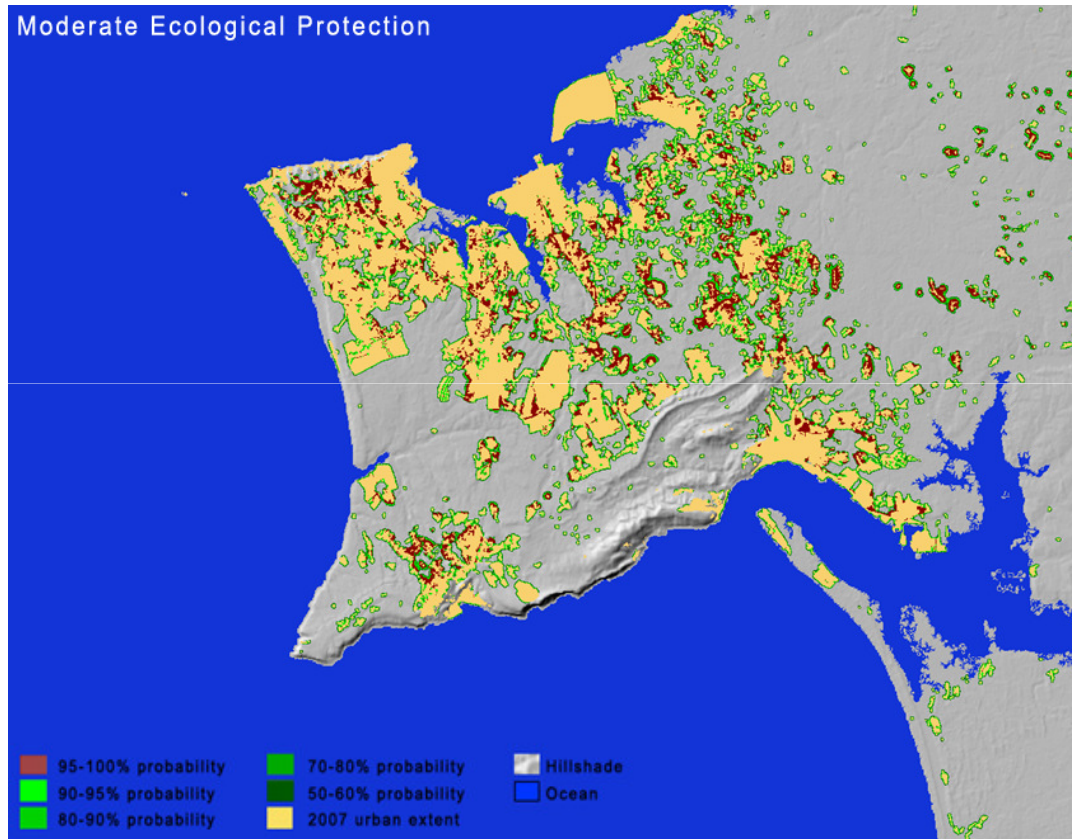 Moderate Ecological Protection
95-100% probability
90-95% probability
80-90% probability
70-80% probability
50-60% probability
2007 urban extent
Hillshade
Ocean